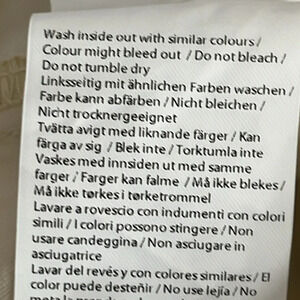 Wash inside out with similar colours /
Colour might bleed out / Do not bleach /
Do not tumble dry
Linksseitig mit ähnlichen Farben waschen /
Farbe kann abfärben / Nicht bleichen /
Nicht trocknergeeignet
Tvätta avigt med liknande färger / Kan
färga av sig / Blek inte / Torktumla inte
Vaskes med innsiden ut med samme
farger / Farger kan falme / Må ikke blekes /
Må ikke tørkes i tørketrommel
Lavare a rovescio con indumenti con colori
simili / I colori possono stingere / Non
usare candeggina / Non asciugare in
asciugatrice
Lavar del revés y con colores similares / El
color puede desteñir / No use lejía / No